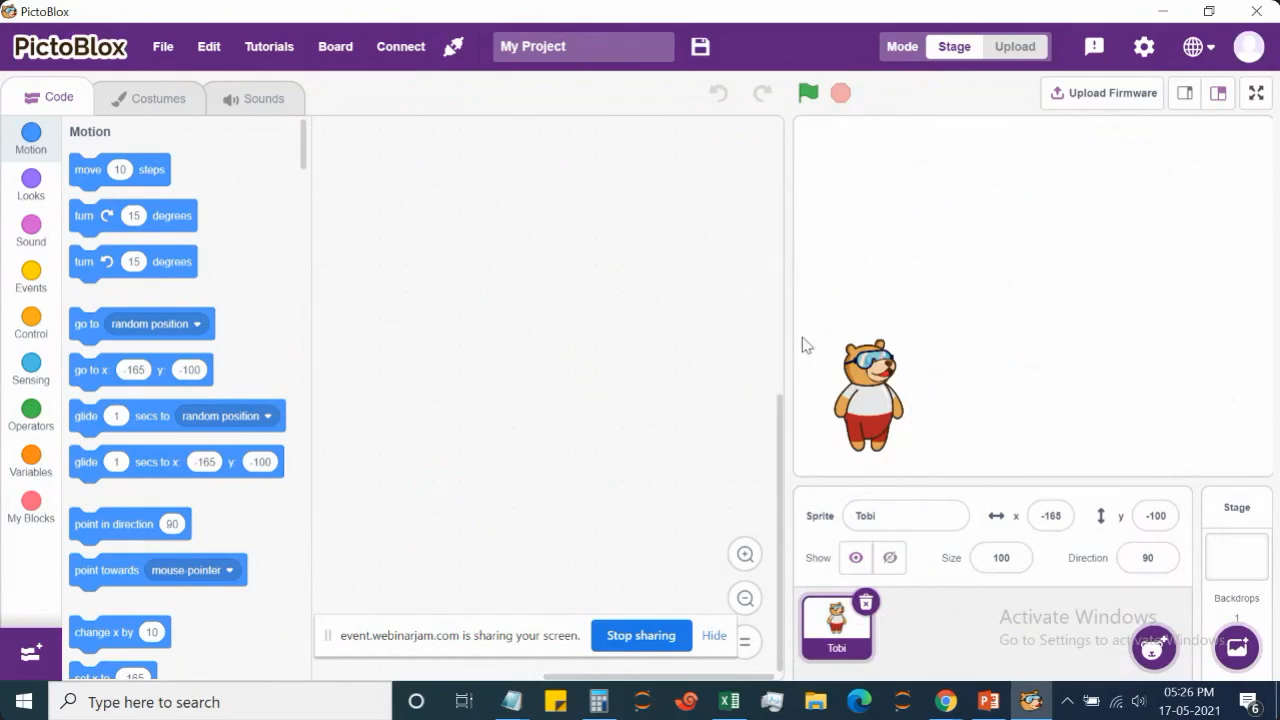 PictoBlox
PictoBlox File Edit Tutorials Board Connect My Project Mode Stage Upload
Code Costumes Sounds Upload Firmware
Motion
Looks
Sound
Events
Control
Sensing
Operators
Variables
My Blocks
Motion
move 10 steps
turn 15 degrees
turn 15 degrees
go to random position
go to x: -165 y: -100
glide 1 secs to random position
glide 1 secs to x: -165 y: -100
point in direction 90
point towards mouse-pointer
change x by 10
set x to -165
event.webinarjam.com is sharing your screen. Stop sharing Hide
Sprite Tobi x -165 y -100
Show Size 100 Direction 90
Tobi
Stage
Backdrops
1
Activate Windows
Go to Settings to activate Windows.
Type here to search
05:26 PM
17-05-2021
6